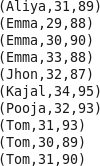 (Aliya,31,89)
(Emma,29,88)
(Emma,30,90)
(Emma,33,88)
(Jhon,32,87)
(Kajal,34,95)
(Pooja,32,93)
(Tom,31,93)
(Tom,30,89)
(Tom,31,90)